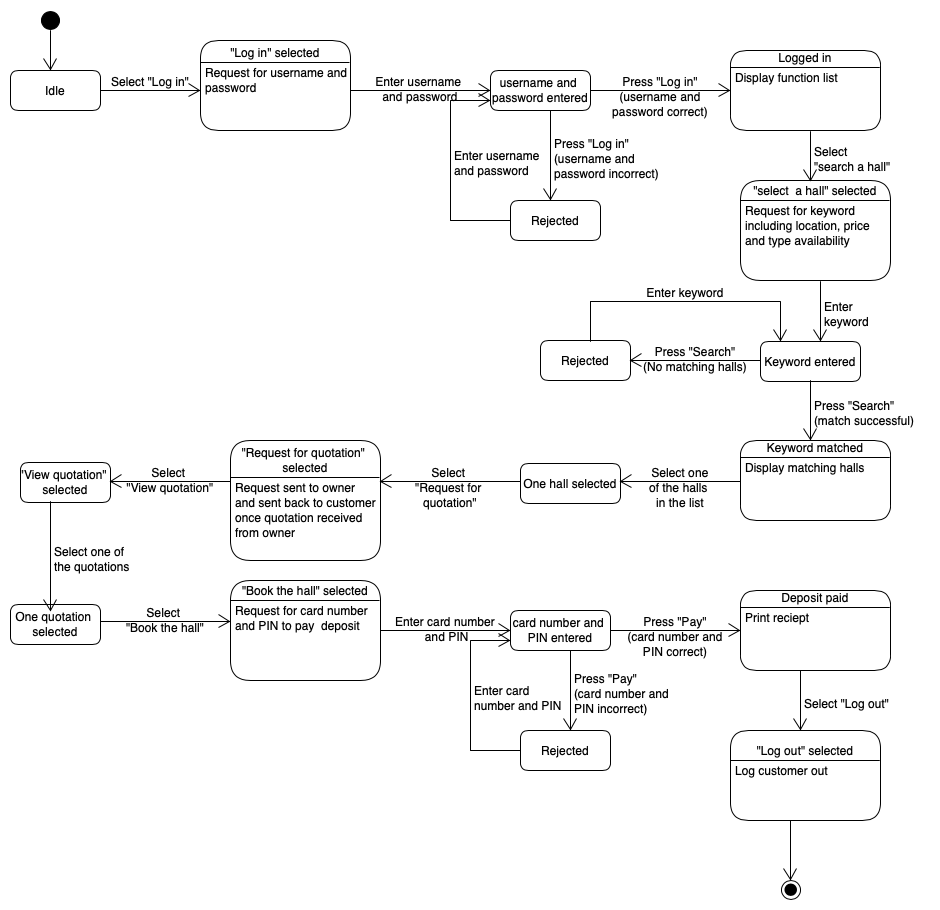 Idle
Select "Log in"
"Log in" selected
Request for username and
password
Enter username
and password
username and
password entered
Press "Log in"
(username and
password correct)
Logged in
Display function list
Enter username
and password
Press "Log in"
(username and
password incorrect)
Rejected
Select
"search a hall"
"select  a hall" selected
Request for keyword
including location, price
and type availability
Enter keyword
Enter
keyword
Rejected
Press "Search"
(No matching halls)
Keyword entered
Press "Search"
(match successful)
"View quotation"
selected
Select
"View quotation"
"Request for quotation"
selected
Request sent to owner
and sent back to customer
once quotation received
from owner
Select
"Request for
quotation"
One hall selected
Select one
of the halls
in the list
Keyword matched
Display matching halls
Select one of
the quotations
One quotation
selected
Select
"Book the hall"
"Book the hall" selected
Request for card number
and PIN to pay  deposit
Enter card number
and PIN
card number and
PIN entered
Press "Pay"
(card number and
PIN correct)
Deposit paid
Print reciept
Enter card
number and PIN
Press "Pay"
(card number and
PIN incorrect)
Rejected
Select "Log out"
"Log out" selected
Log customer out